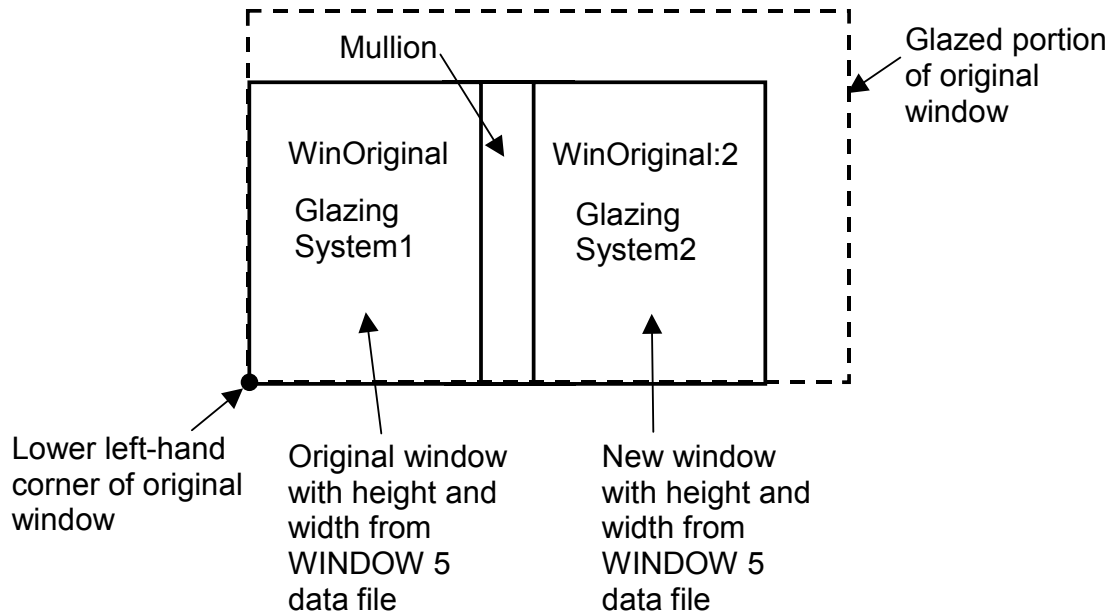 Mullion
Glazed portion
of original
window
WinOriginal
Glazing
System1
WinOriginal:2
Glazing
System2
Lower left-hand
corner of original
window
Original window
with height and
width from
WINDOW 5
data file
New window
with height and
width from
WINDOW 5
data file